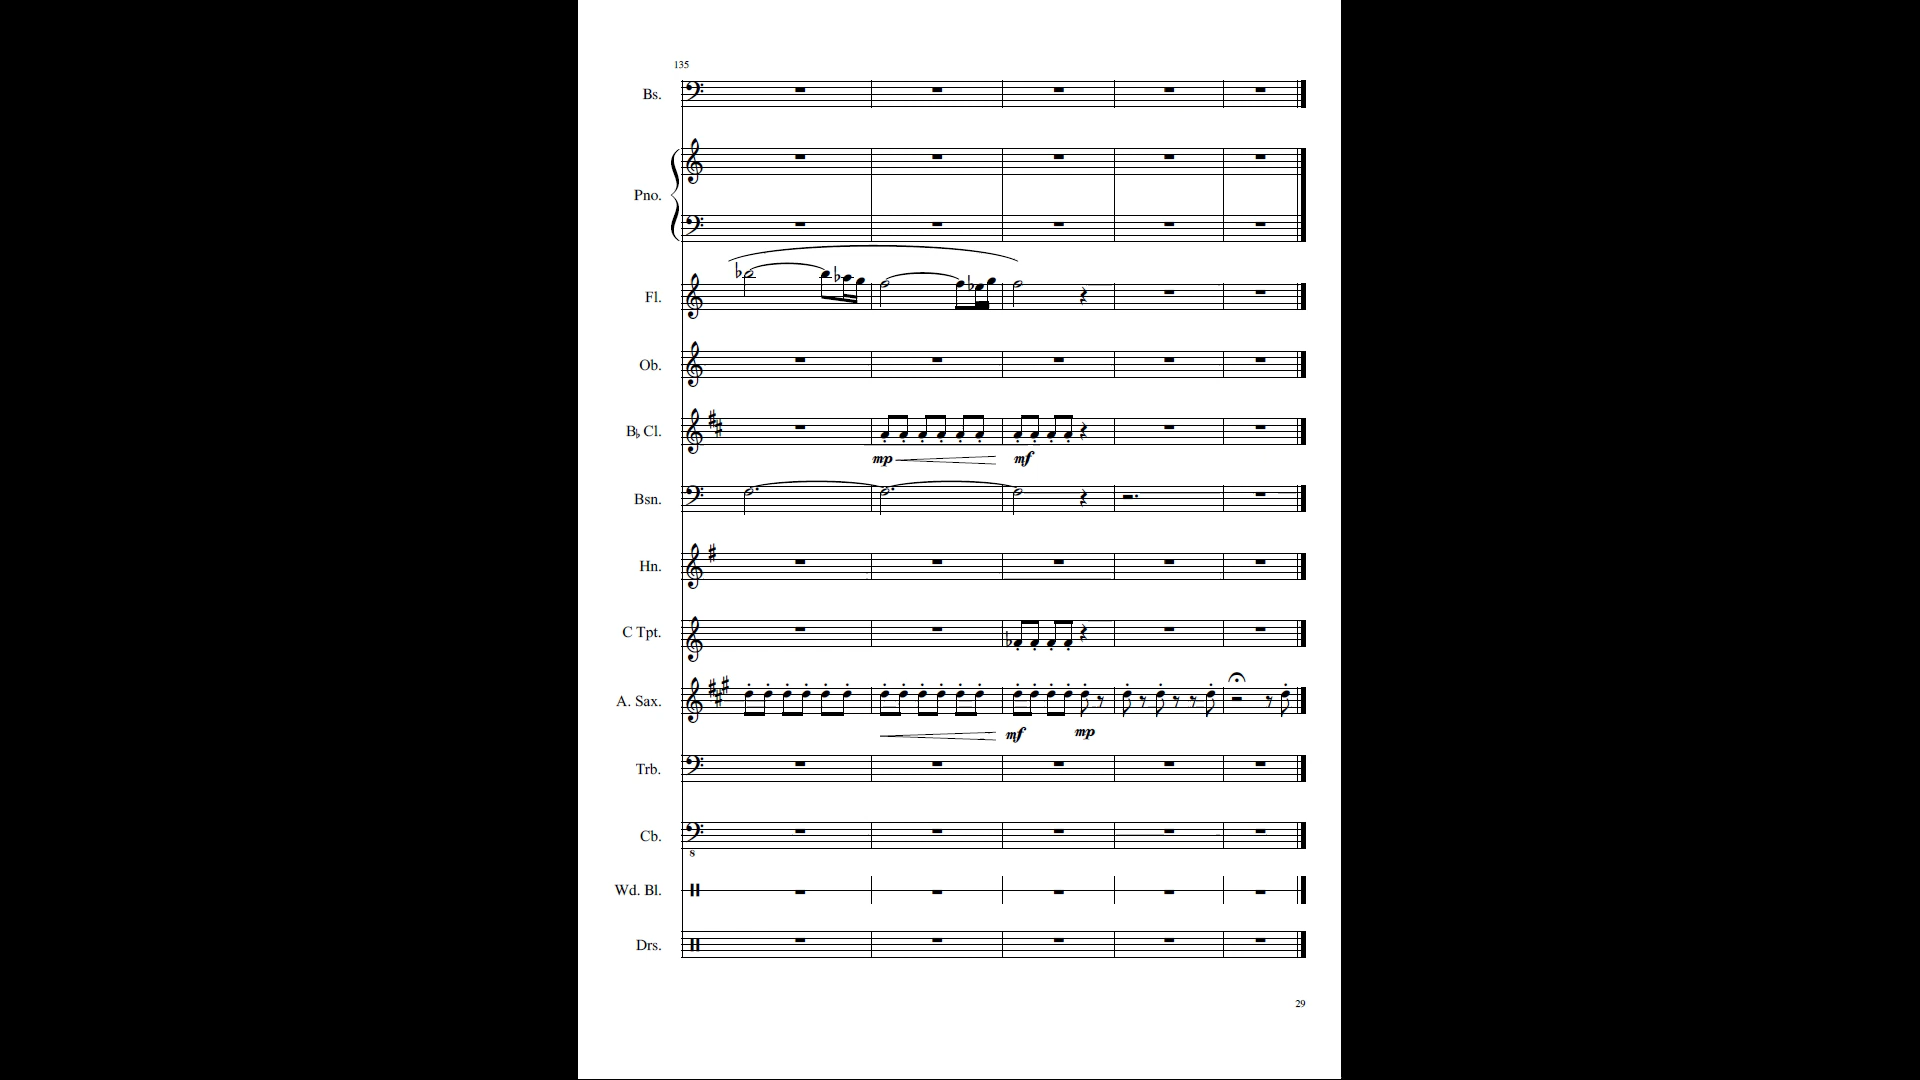 135
Bs.
Pno.
Fl.
Ob.
B♭ Cl.
mp mf
Bsn.
Hn.
C Tpt.
A. Sax.
mf mp
Trb.
Cb.
8
Wd. Bl.
Drs.
29